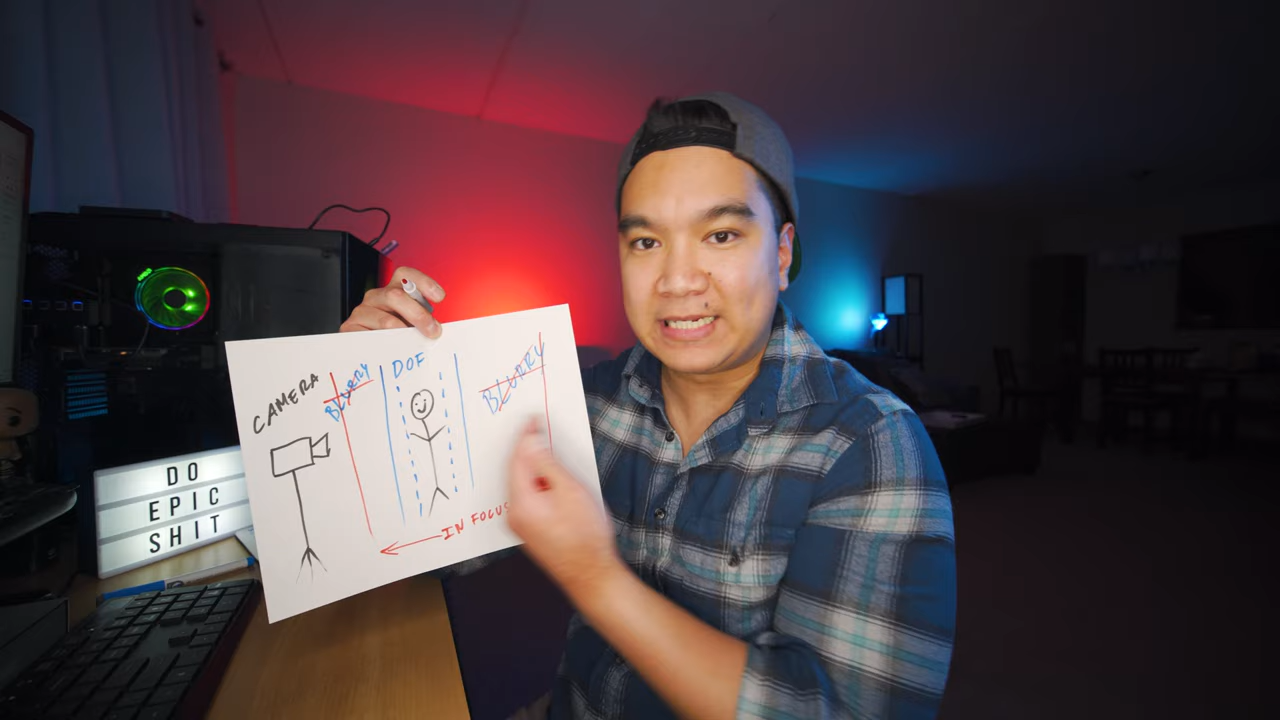 CAMERA
BLURRY
DOF
BLURRY
IN FOCUS
DO
EPIC
SHIT